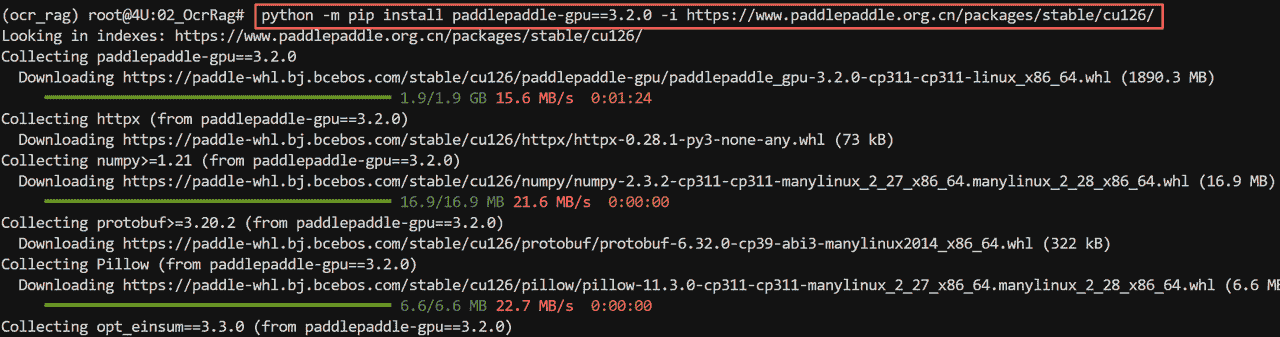 (ocr_rag) root@4U:02_OcrRag# python -m pip install paddlepaddle-gpu==3.2.0 -i https://www.paddlepaddle.org.cn/packages/stable/cu126/
Looking in indexes: https://www.paddlepaddle.org.cn/packages/stable/cu126/
Collecting paddlepaddle-gpu==3.2.0
Downloading https://paddle-whl.bj.bcebos.com/stable/cu126/paddlepaddle-gpu/paddlepaddle_gpu-3.2.0-cp311-cp311-linux_x86_64.whl (1890.3 MB)
1.9/1.9 GB 15.6 MB/s 0:01:24
Collecting httpx (from paddlepaddle-gpu==3.2.0)
Downloading https://paddle-whl.bj.bcebos.com/stable/cu126/httpx/httpx-0.28.1-py3-none-any.whl (73 kB)
Collecting numpy>=1.21 (from paddlepaddle-gpu==3.2.0)
Downloading https://paddle-whl.bj.bcebos.com/stable/cu126/numpy/numpy-2.3.2-cp311-cp311-manylinux_2_27_x86_64.manylinux_2_28_x86_64.whl (16.9 MB)
16.9/16.9 MB 21.6 MB/s 0:00:00
Collecting protobuf>=3.20.2 (from paddlepaddle-gpu==3.2.0)
Downloading https://paddle-whl.bj.bcebos.com/stable/cu126/protobuf/protobuf-6.32.0-cp39-abi3-manylinux2014_x86_64.whl (322 kB)
Collecting Pillow (from paddlepaddle-gpu==3.2.0)
Downloading https://paddle-whl.bj.bcebos.com/stable/cu126/pillow/pillow-11.3.0-cp311-cp311-manylinux_2_27_x86_64.manylinux_2_28_x86_64.whl (6.6 MB
6.6/6.6 MB 22.7 MB/s 0:00:00
Collecting opt_einsum==3.3.0 (from paddlepaddle-gpu==3.2.0)